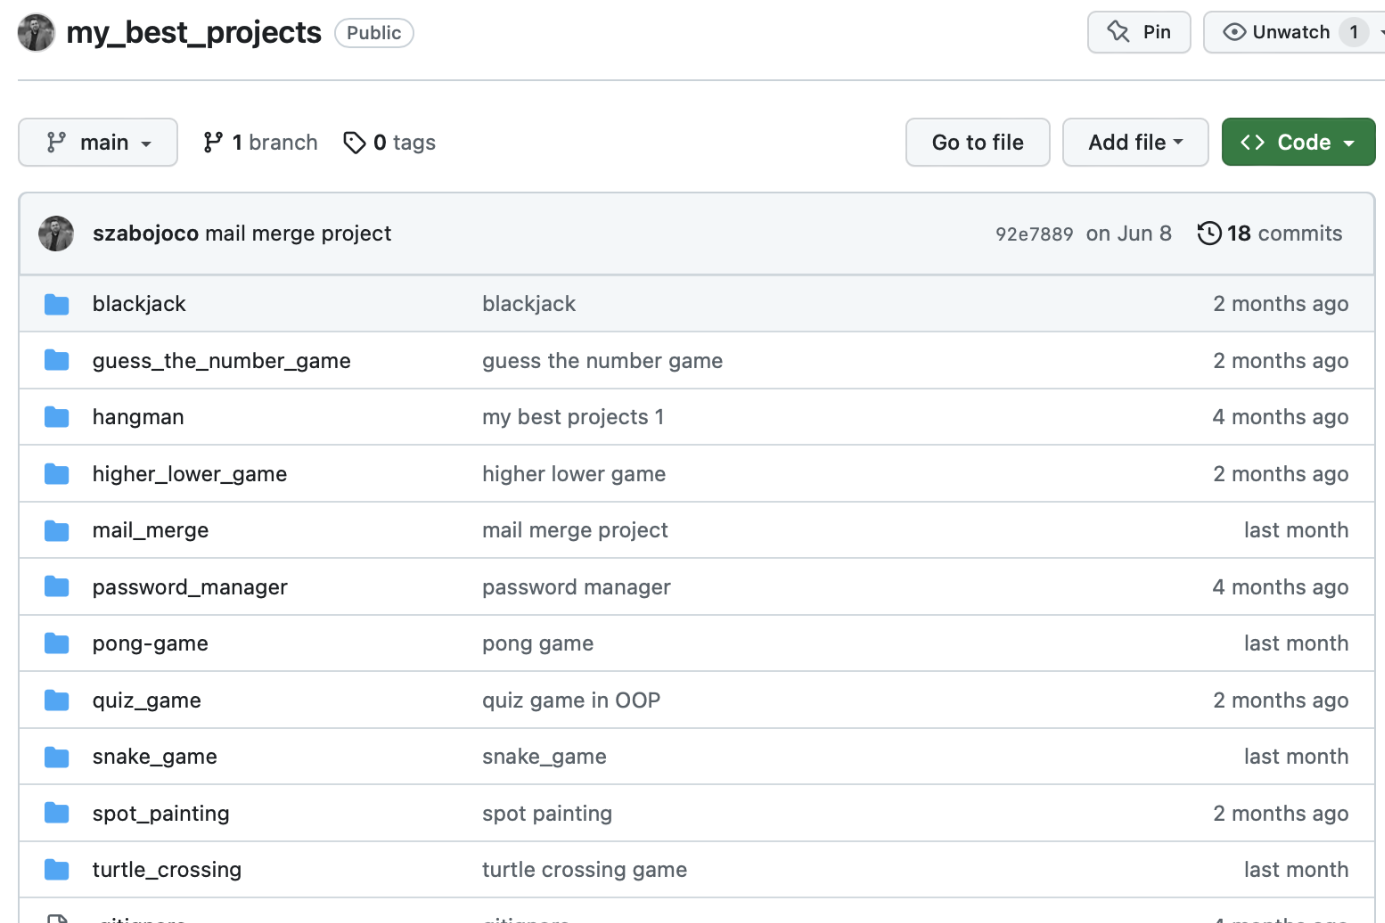 my_best_projects Public Pin Unwatch 1
main 1 branch 0 tags Go to file Add file <> Code
szabojoco mail merge project 92e7889 on Jun 8 18 commits
blackjack blackjack 2 months ago
guess_the_number_game guess the number game 2 months ago
hangman my best projects 1 4 months ago
higher_lower_game higher lower game 2 months ago
mail_merge mail merge project last month
password_manager password manager 4 months ago
pong-game pong game last month
quiz_game quiz game in OOP 2 months ago
snake_game snake_game last month
spot_painting spot painting 2 months ago
turtle_crossing turtle crossing game last month
.gitignore gitignore 4 months ago